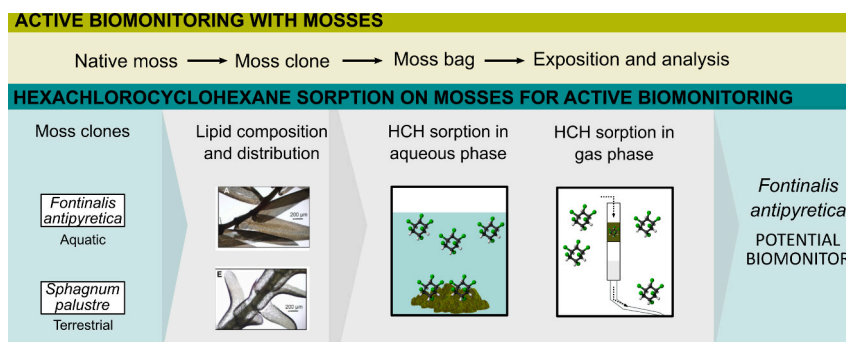 ACTIVE BIOMONITORING WITH MOSSES
Native moss
Moss clone
Moss bag
Exposition and analysis
HEXACHLOROCYCLOHEXANE SORPTION ON MOSSES FOR ACTIVE BIOMONITORING
Moss clones
Fontinalis
antipyretica
Aquatic
Sphagnum
palustre
Terrestrial
Lipid composition
and distribution
A
200 µm
E
200 µm
HCH sorption in
aqueous phase
HCH sorption in
gas phase
Fontinalis
antipyretica
POTENTIAL
BIOMONITOR